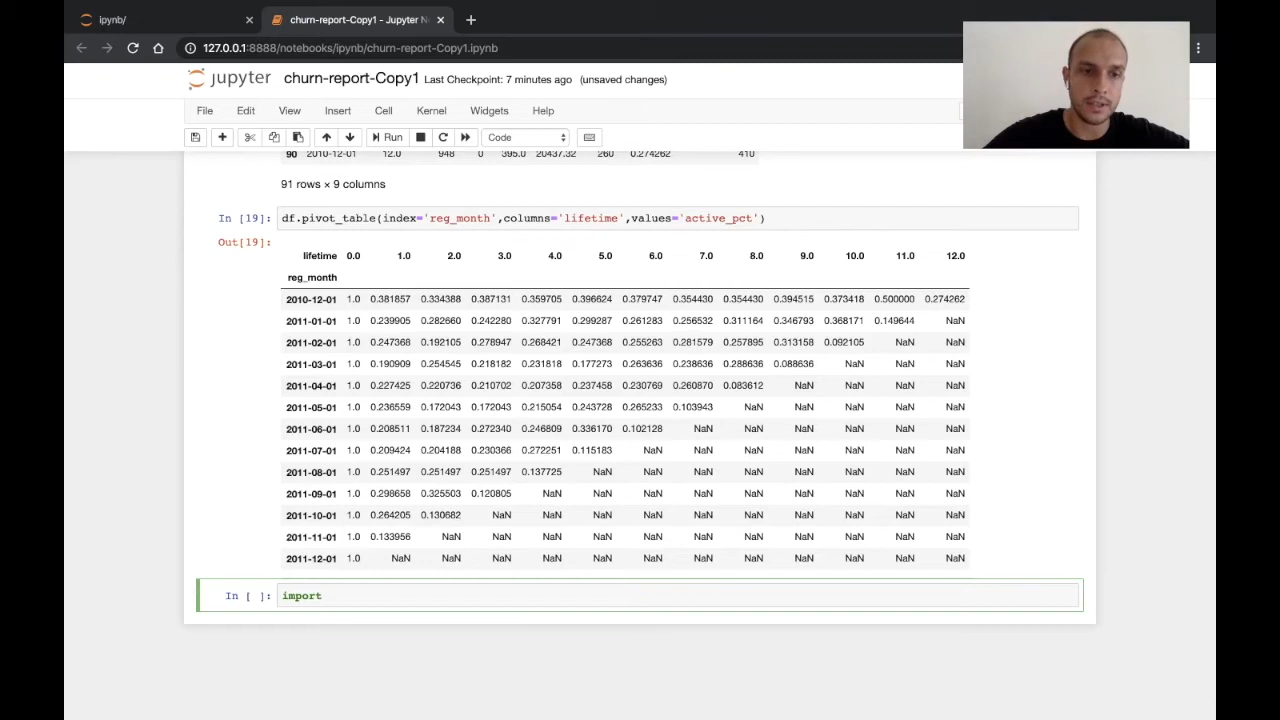 ipynb/ churn-report-Copy1 - Jupyter N
127.0.0.1:8888/notebooks/ipynb/churn-report-Copy1.ipynb
jupyter churn-report-Copy1 Last Checkpoint: 7 minutes ago (unsaved changes)
File Edit View Insert Cell Kernel Widgets Help
Run Code
90 2010-12-01 12.0 948 0 395.0 20437.32 260 0.274262 410
91 rows × 9 columns
In [19]: df.pivot_table(index='reg_month',columns='lifetime',values='active_pct')
Out[19]:
lifetime 0.0 1.0 2.0 3.0 4.0 5.0 6.0 7.0 8.0 9.0 10.0 11.0 12.0
reg_month
2010-12-01 1.0 0.381857 0.334388 0.387131 0.359705 0.396624 0.379747 0.354430 0.354430 0.394515 0.373418 0.500000 0.274262
2011-01-01 1.0 0.239905 0.282660 0.242280 0.327791 0.299287 0.261283 0.256532 0.311164 0.346793 0.368171 0.149644 NaN
2011-02-01 1.0 0.247368 0.192105 0.278947 0.268421 0.247368 0.255263 0.281579 0.257895 0.313158 0.092105 NaN NaN
2011-03-01 1.0 0.190909 0.254545 0.218182 0.231818 0.177273 0.263636 0.238636 0.288636 0.088636 NaN NaN NaN
2011-04-01 1.0 0.227425 0.220736 0.210702 0.207358 0.237458 0.230769 0.260870 0.083612 NaN NaN NaN NaN
2011-05-01 1.0 0.236559 0.172043 0.172043 0.215054 0.243728 0.265233 0.103943 NaN NaN NaN NaN NaN
2011-06-01 1.0 0.208511 0.187234 0.272340 0.246809 0.336170 0.102128 NaN NaN NaN NaN NaN NaN
2011-07-01 1.0 0.209424 0.204188 0.230366 0.272251 0.115183 NaN NaN NaN NaN NaN NaN NaN
2011-08-01 1.0 0.251497 0.251497 0.251497 0.137725 NaN NaN NaN NaN NaN NaN NaN NaN
2011-09-01 1.0 0.298658 0.325503 0.120805 NaN NaN NaN NaN NaN NaN NaN NaN NaN
2011-10-01 1.0 0.264205 0.130682 NaN NaN NaN NaN NaN NaN NaN NaN NaN NaN
2011-11-01 1.0 0.133956 NaN NaN NaN NaN NaN NaN NaN NaN NaN NaN NaN
2011-12-01 1.0 NaN NaN NaN NaN NaN NaN NaN NaN NaN NaN NaN NaN
In [ ]: import